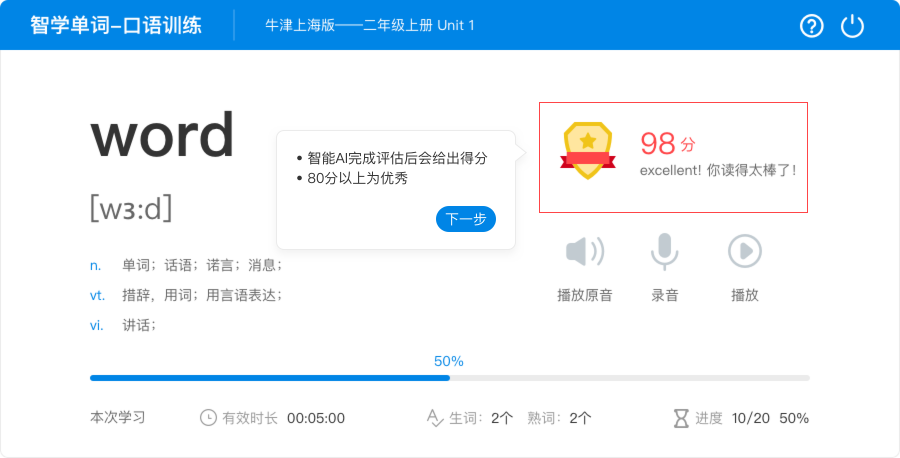 智学单词-口语训练
牛津上海版——二年级上册 Unit 1
word
[wɜ:d]
• 智能AI完成评估后会给出得分
• 80分以上为优秀
下一步
98 分
excellent! 你读得太棒了!
播放原音 录音 播放
n. 单词；话语；诺言；消息；
vt. 措辞，用词；用言语表达；
vi. 讲话；
50%
本次学习 有效时长 00:05:00 生词：2个 熟词：2个 进度 10/20 50%